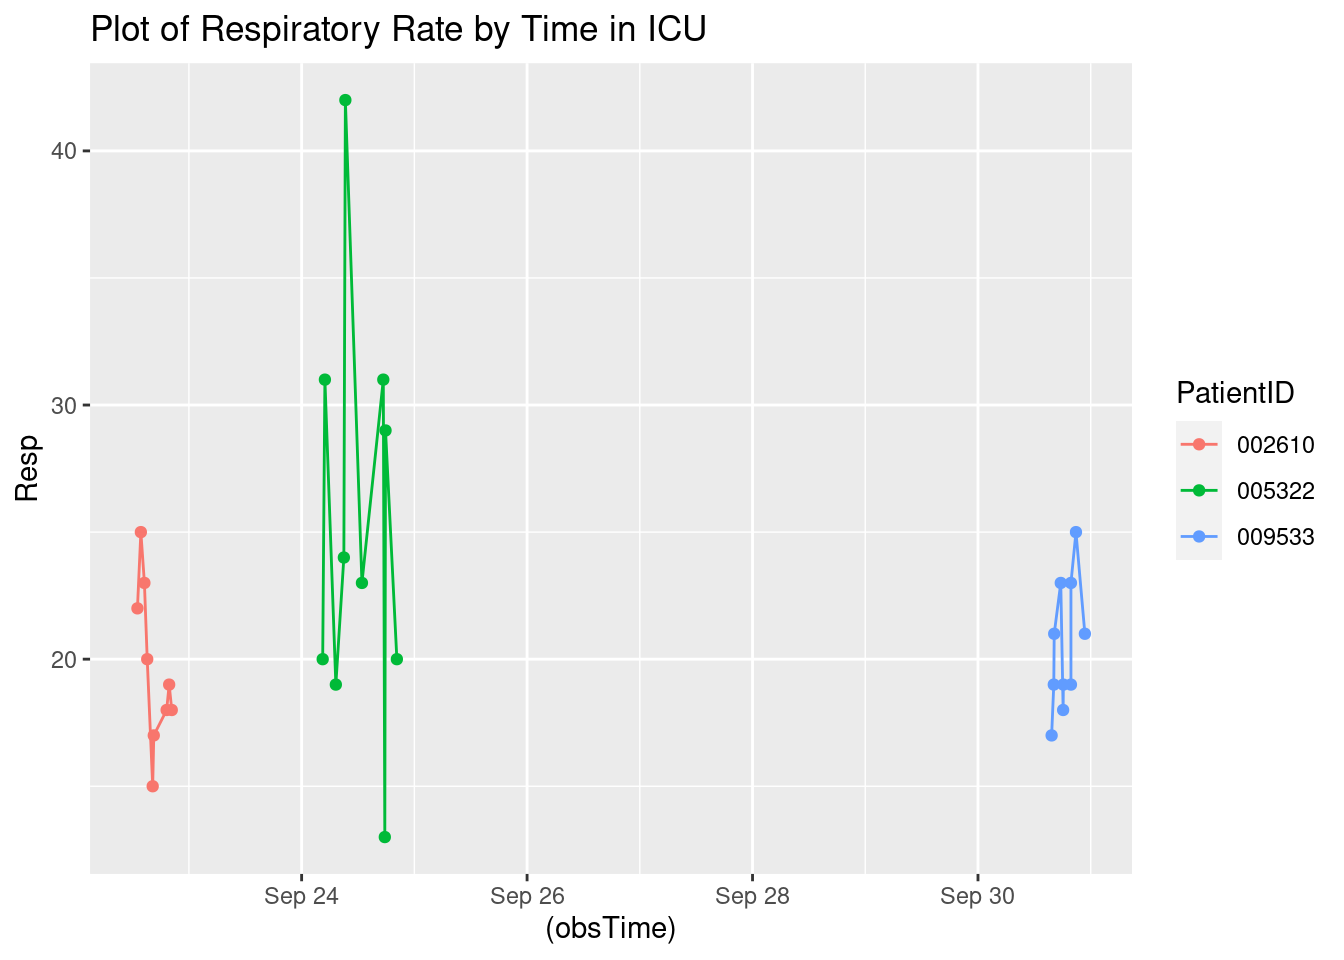 Plot of Respiratory Rate by Time in ICU
40
30
20
Resp
Sep 24
Sep 26
Sep 28
Sep 30
(obsTime)
PatientID
002610
005322
009533